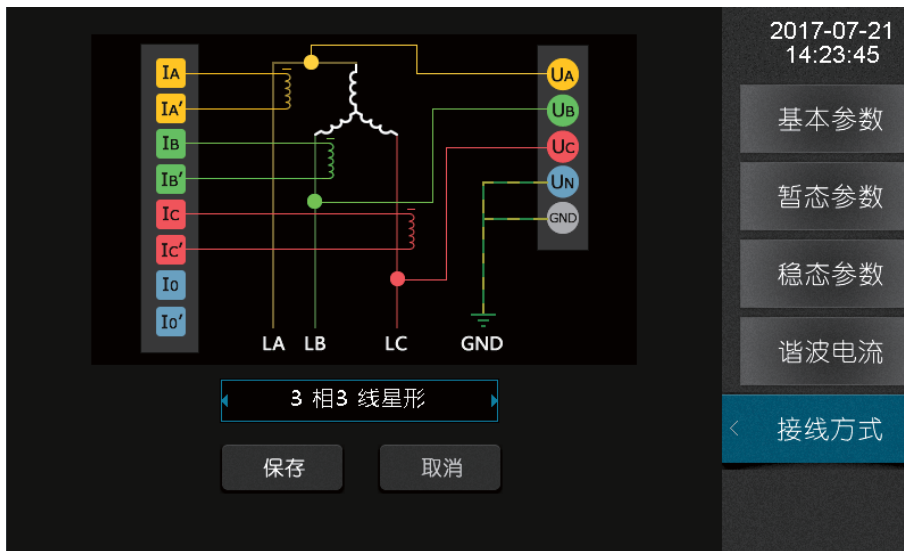 2017-07-21
14:23:45
基本参数
暂态参数
稳态参数
谐波电流
接线方式
IA
IA′
IB
IB′
IC
IC′
I0
I0′
UA
UB
UC
UN
GND
LA LB LC GND
3 相3 线星形
保存 取消